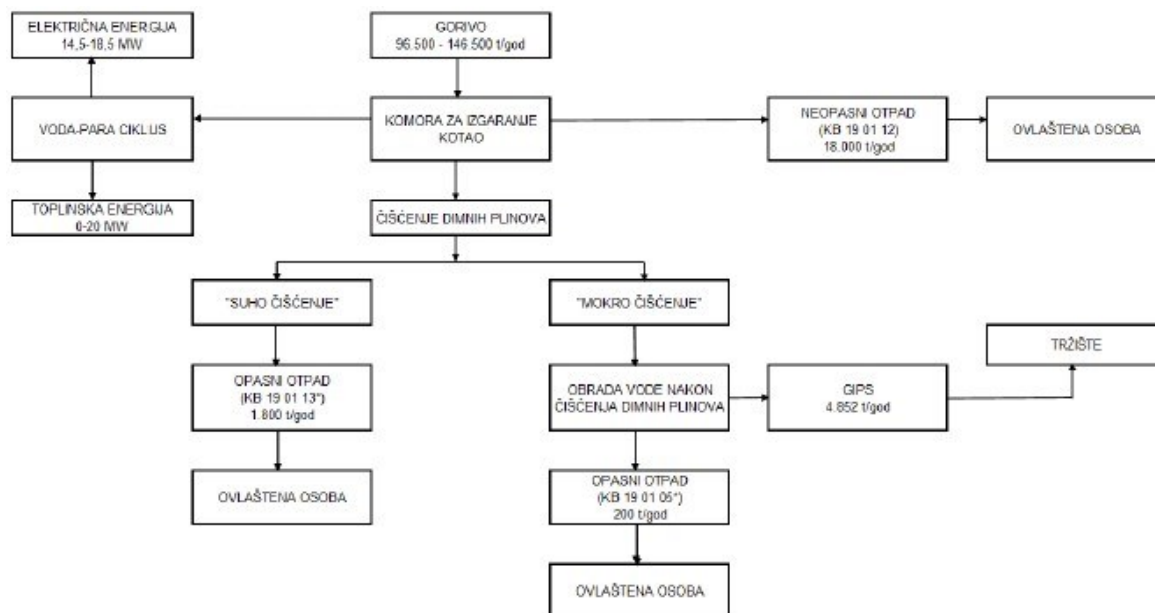 ELEKTRIČNA ENERGIJA
14,5-18,5 MW
GORIVO
96.500 - 146.500 t/god
VODA-PARA CIKLUS
KOMORA ZA IZGARANJE
KOTAO
NEOPASNI OTPAD
(KB 19 01 12)
18.000 t/god
OVLAŠTENA OSOBA
TOPLINSKA ENERGIJA
0-20 MW
ČIŠĆENJE DIMNIH PLINOVA
"SUHO ČIŠĆENJE"
"MOKRO ČIŠĆENJE"
TRŽIŠTE
OPASNI OTPAD
(KB 19 01 13*)
1.800 t/god
OBRADA VODE NAKON
ČIŠĆENJA DIMNIH PLINOVA
GIPS
4.852 t/god
OVLAŠTENA OSOBA
OPASNI OTPAD
(KB 19 01 05*)
200 t/god
OVLAŠTENA OSOBA